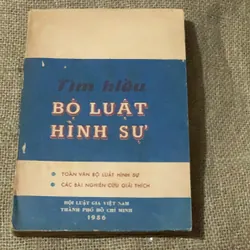 Tìm hiểu
BỘ LUẬT
HÌNH SỰ
TOÀN VĂN BỘ LUẬT HÌNH SỰ
CÁC BÀI NGHIÊN CỨU GIẢI THÍCH
HỘI LUẬT GIA VIỆT NAM
THÀNH PHỐ HỒ CHÍ MINH
1986